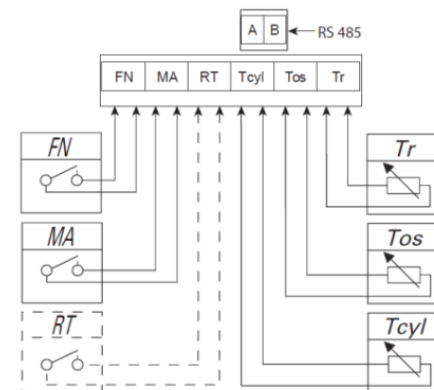 A B RS 485
FN MA RT Tcyl Tos Tr
FN
Tr
MA
Tos
RT
Tcyl